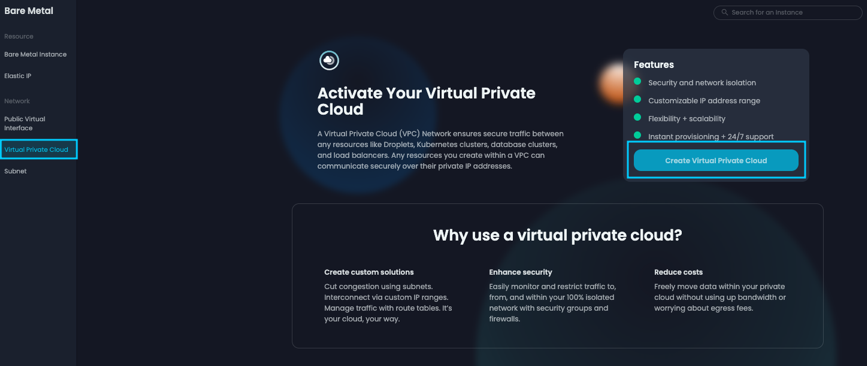 Bare Metal
Search for an Instance
Resource
Bare Metal Instance
Elastic IP
Network
Public Virtual
Interface
Virtual Private Cloud
Subnet
Activate Your Virtual Private
Cloud
A Virtual Private Cloud (VPC) Network ensures secure traffic between
any resources like Droplets, Kubernetes clusters, database clusters,
and load balancers. Any resources you create within a VPC can
communicate securely over their private IP addresses.
Features
Security and network isolation
Customizable IP address range
Flexibility + scalability
Instant provisioning + 24/7 support
Create Virtual Private Cloud
Why use a virtual private cloud?
Create custom solutions
Cut congestion using subnets.
Interconnect via custom IP ranges.
Manage traffic with route tables. It's
your cloud, your way.
Enhance security
Easily monitor and restrict traffic to,
from, and within your 100% isolated
network with security groups and
firewalls.
Reduce costs
Freely move data within your private
cloud without using up bandwidth or
worrying about egress fees.